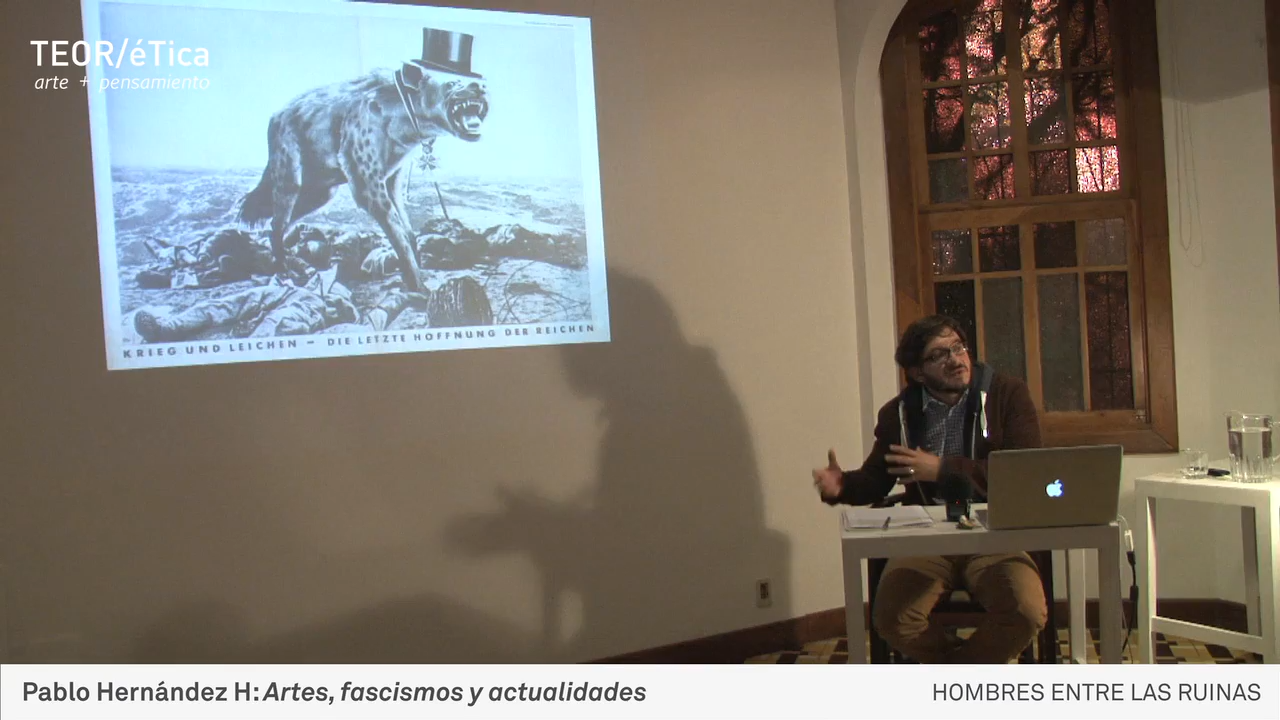 TEOR/éTica
arte + pensamiento
KRIEG UND LEICHEN – DIE LETZTE HOFFNUNG DER REICHEN
Pablo Hernández H: Artes, fascismos y actualidades
HOMBRES ENTRE LAS RUINAS